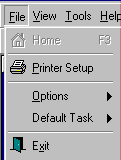 File View Tools Help
Home F3
Printer Setup
Options
Default Task
Exit